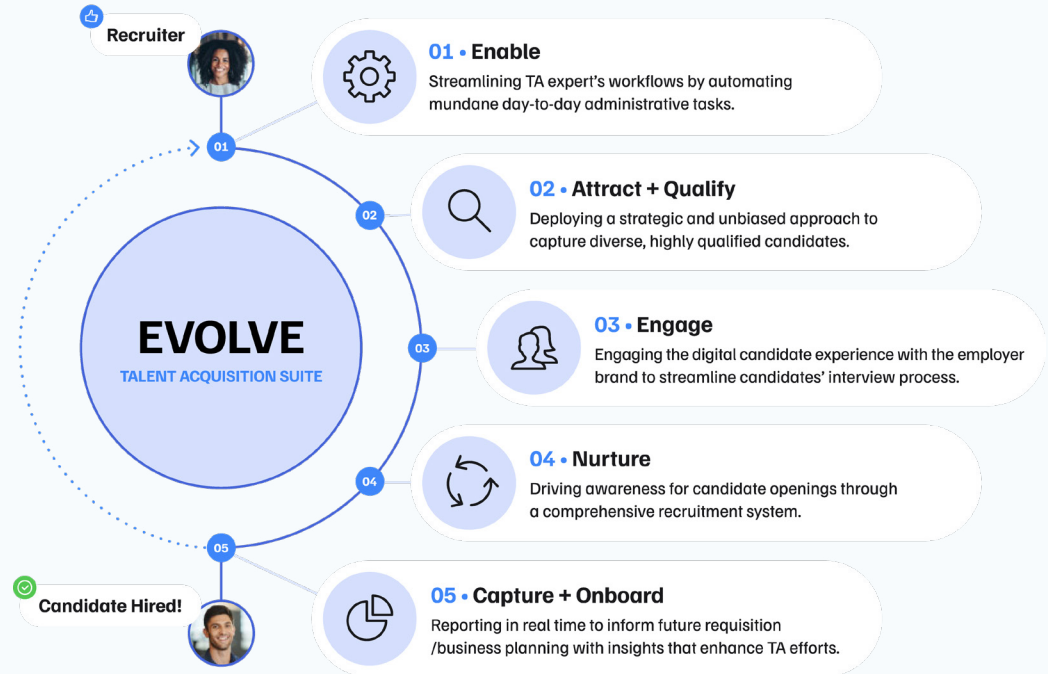 Recruiter
01 • Enable
Streamlining TA expert's workflows by automating
mundane day-to-day administrative tasks.
01
02 • Attract + Qualify
Deploying a strategic and unbiased approach to
capture diverse, highly qualified candidates.
02
EVOLVE
TALENT ACQUISITION SUITE
03 • Engage
Engaging the digital candidate experience with the employer
brand to streamline candidates' interview process.
03
04 • Nurture
Driving awareness for candidate openings through
a comprehensive recruitment system.
04
05
Candidate Hired!
05 • Capture + Onboard
Reporting in real time to inform future requisition
/business planning with insights that enhance TA efforts.